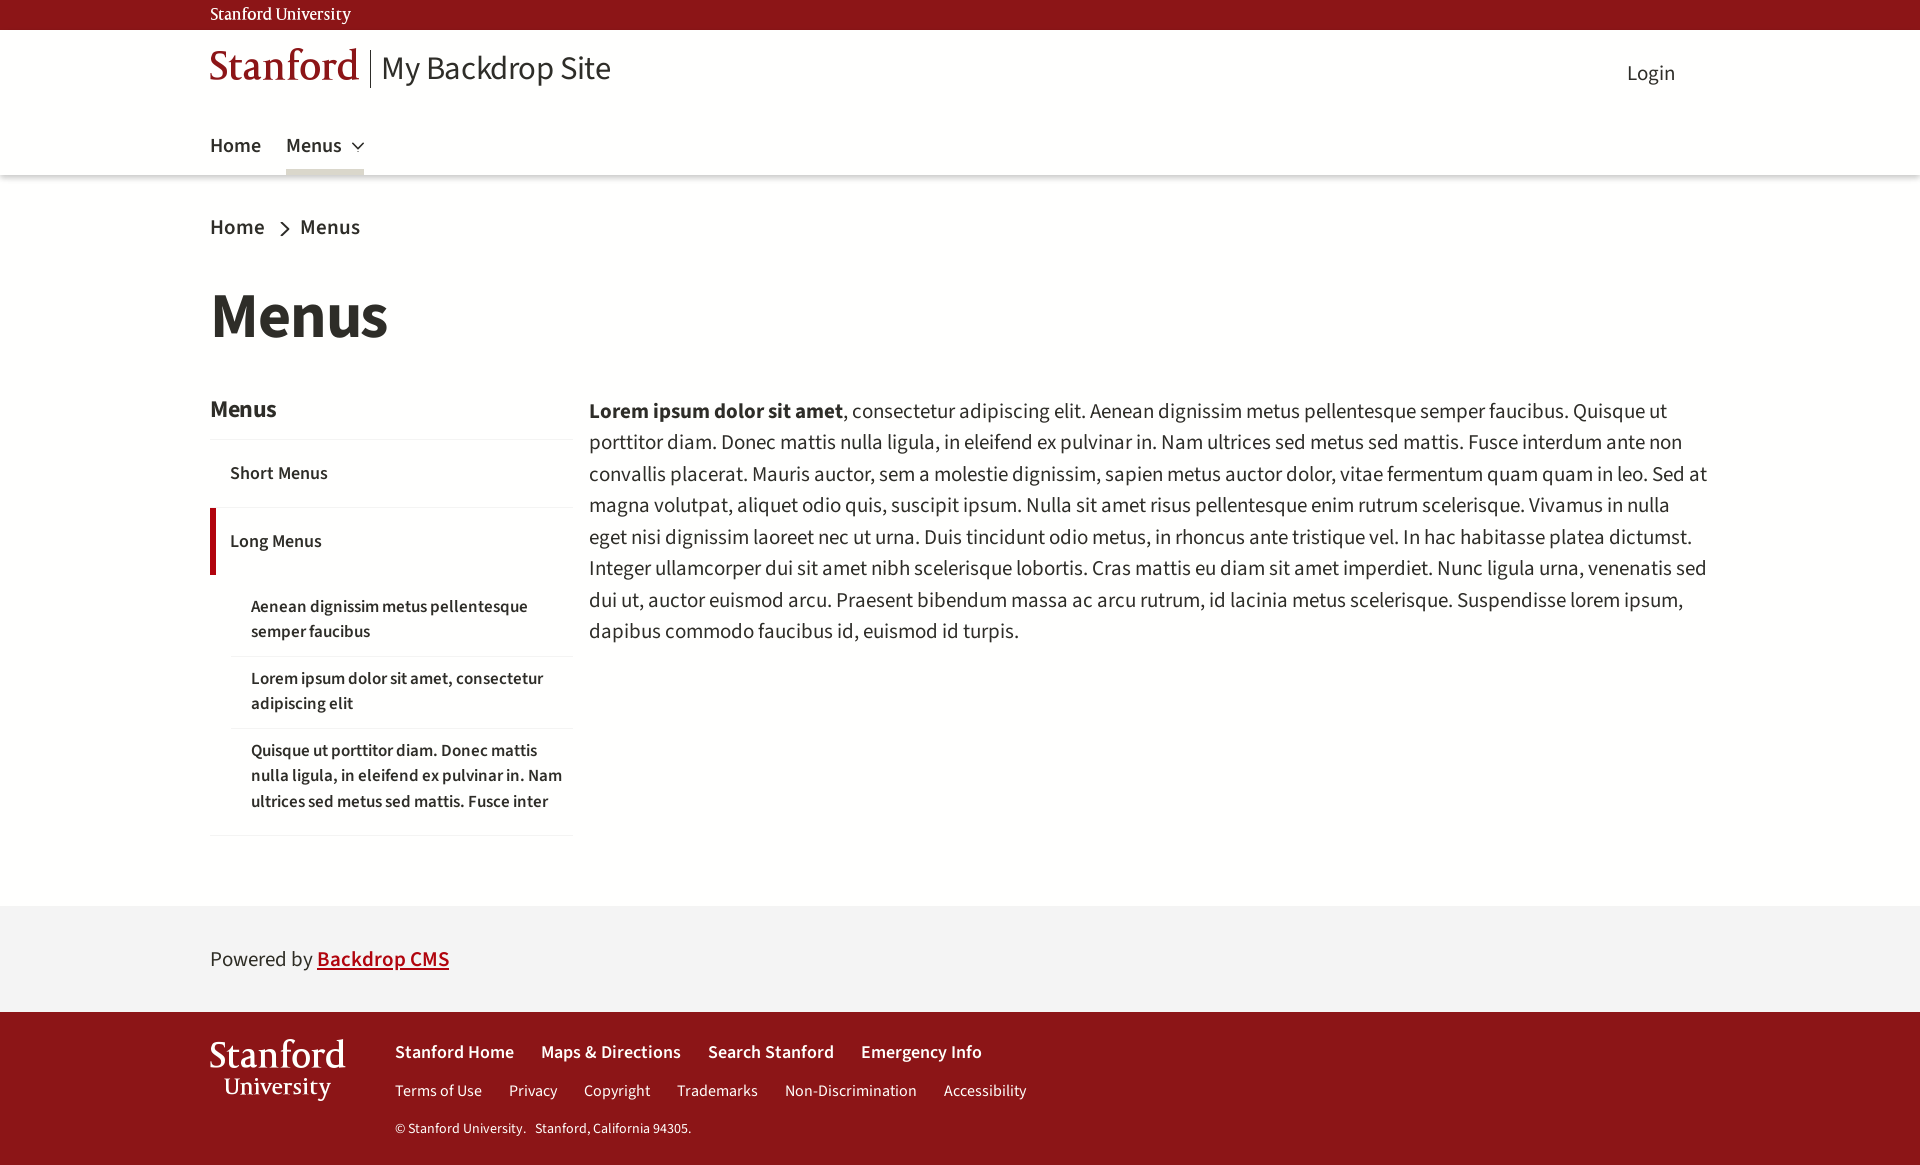 Stanford University
Stanford
My Backdrop Site
Login
Home
Menus
Home
Menus
Menus
Menus
Short Menus
Long Menus
Aenean dignissim metus pellentesque
semper faucibus
Lorem ipsum dolor sit amet, consectetur
adipiscing elit
Quisque ut porttitor diam. Donec mattis
nulla ligula, in eleifend ex pulvinar in. Nam
ultrices sed metus sed mattis. Fusce inter
Lorem ipsum dolor sit amet, consectetur adipiscing elit. Aenean dignissim metus pellentesque semper faucibus. Quisque ut
porttitor diam. Donec mattis nulla ligula, in eleifend ex pulvinar in. Nam ultrices sed metus sed mattis. Fusce interdum ante non
convallis placerat. Mauris auctor, sem a molestie dignissim, sapien metus auctor dolor, vitae fermentum quam quam in leo. Sed at
magna volutpat, aliquet odio quis, suscipit ipsum. Nulla sit amet risus pellentesque enim rutrum scelerisque. Vivamus in nulla
eget nisi dignissim laoreet nec ut urna. Duis tincidunt odio metus, in rhoncus ante tristique vel. In hac habitasse platea dictumst.
Integer ullamcorper dui sit amet nibh scelerisque lobortis. Cras mattis eu diam sit amet imperdiet. Nunc ligula urna, venenatis sed
dui ut, auctor euismod arcu. Praesent bibendum massa ac arcu rutrum, id lacinia metus scelerisque. Suspendisse lorem ipsum,
dapibus commodo faucibus id, euismod id turpis.
Powered by Backdrop CMS
Stanford
University
Stanford Home
Maps & Directions
Search Stanford
Emergency Info
Terms of Use
Privacy
Copyright
Trademarks
Non-Discrimination
Accessibility
© Stanford University. Stanford, California 94305.